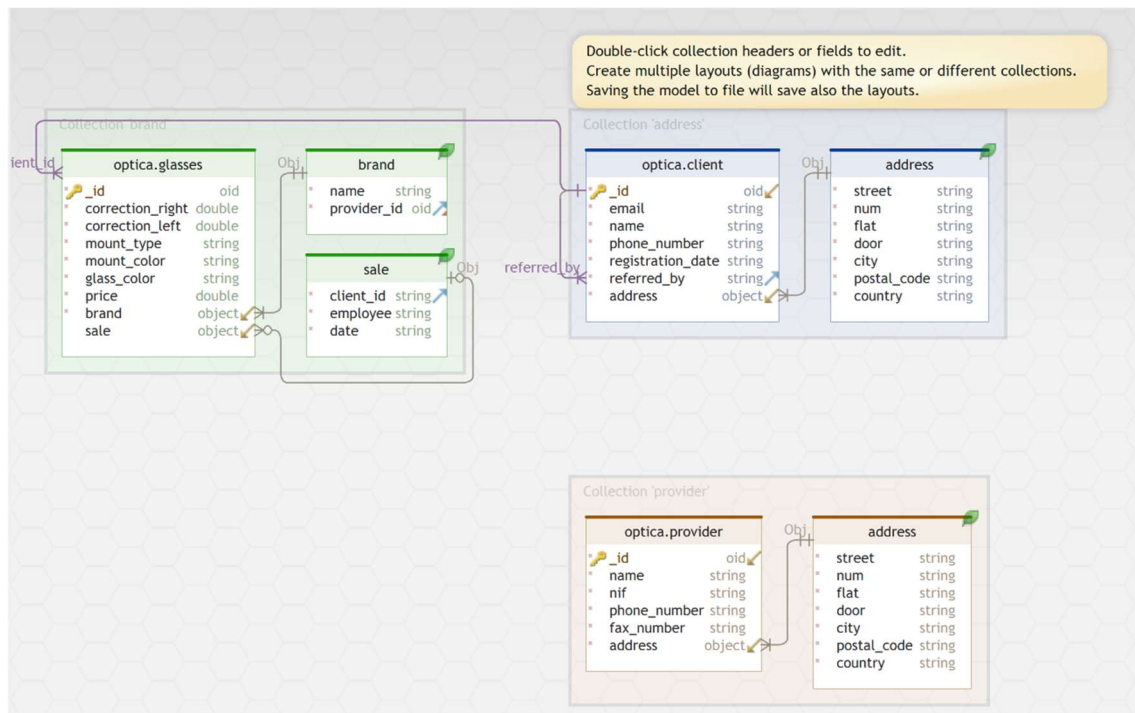 Double-click collection headers or fields to edit.
Create multiple layouts (diagrams) with the same or different collections.
Saving the model to file will save also the layouts.
Collection 'brand'
ient_id
optica.glasses
_id oid
correction_right double
correction_left double
mount_type string
mount_color string
glass_color string
price double
brand object
sale object
Obj
brand
name string
provider_id oid
sale
Obj
client_id string
employee string
date string
Collection 'address'
referred_by
optica.client
_id oid
email string
name string
phone_number string
registration_date string
referred_by string
address object
Obj
address
street string
num string
flat string
door string
city string
postal_code string
country string
Collection 'provider'
optica.provider
_id oid
name string
nif string
phone_number string
fax_number string
address object
Obj
address
street string
num string
flat string
door string
city string
postal_code string
country string